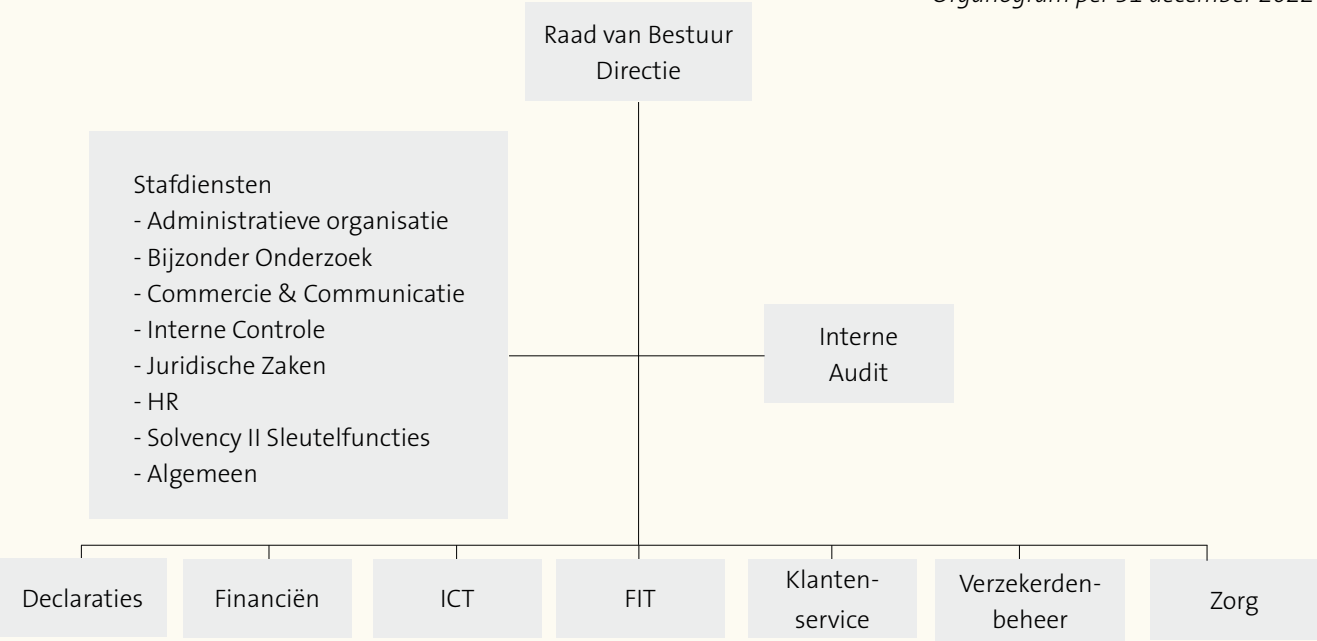 Organogram per 31 december 2022
Raad van Bestuur
Directie
Stafdiensten
- Administratieve organisatie
- Bijzonder Onderzoek
- Commercie & Communicatie
- Interne Controle
- Juridische Zaken
- HR
- Solvency II Sleutelfuncties
- Algemeen
Interne
Audit
Declaraties
Financiën
ICT
FIT
Klanten-
service
Verzekerden-
beheer
Zorg